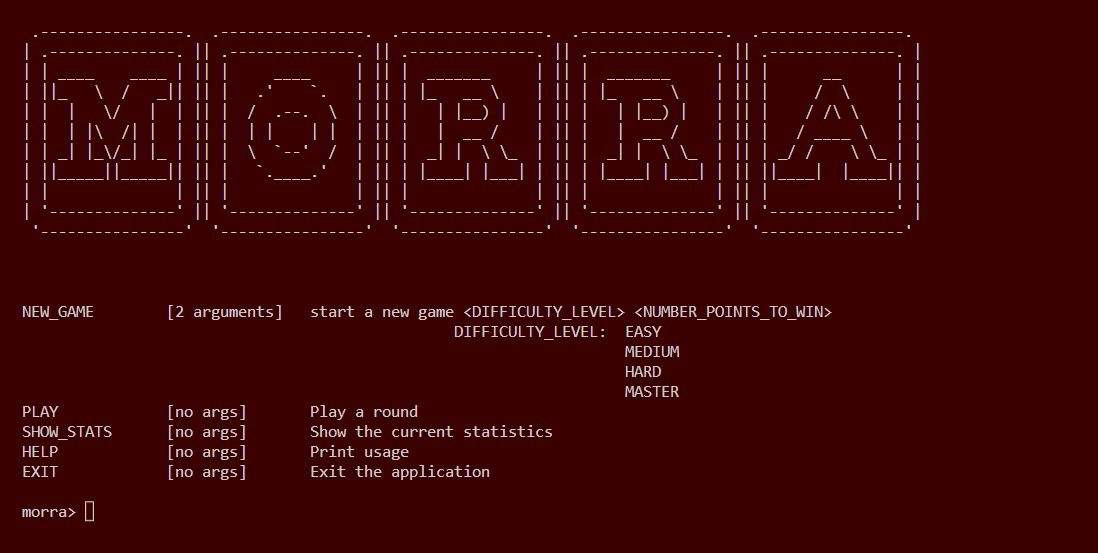 MORRA
NEW_GAME [2 arguments] start a new game <DIFFICULTY_LEVEL> <NUMBER_POINTS_TO_WIN>
DIFFICULTY_LEVEL: EASY
MEDIUM
HARD
MASTER
PLAY [no args] Play a round
SHOW_STATS [no args] Show the current statistics
HELP [no args] Print usage
EXIT [no args] Exit the application
morra>